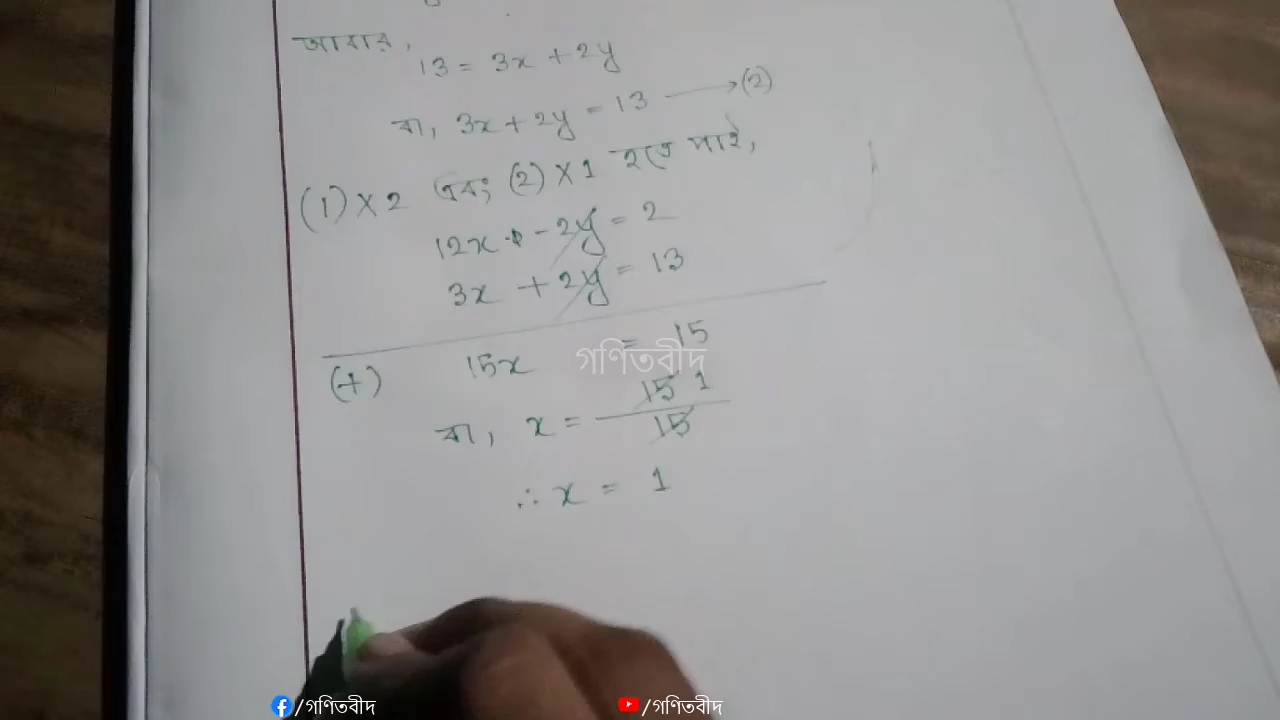 আবার,
13 = 3x + 2y
বা, 3x + 2y = 13 ⟶ (2)
(1) × 2 এবং (2) × 1 হতে পাই,
12x - 2y = 2
3x + 2y = 13
(+) 15x = 15
গণিতবীদ
15 1
বা, x = ―
15
∴ x = 1
/গণিতবীদ /গণিতবীদ